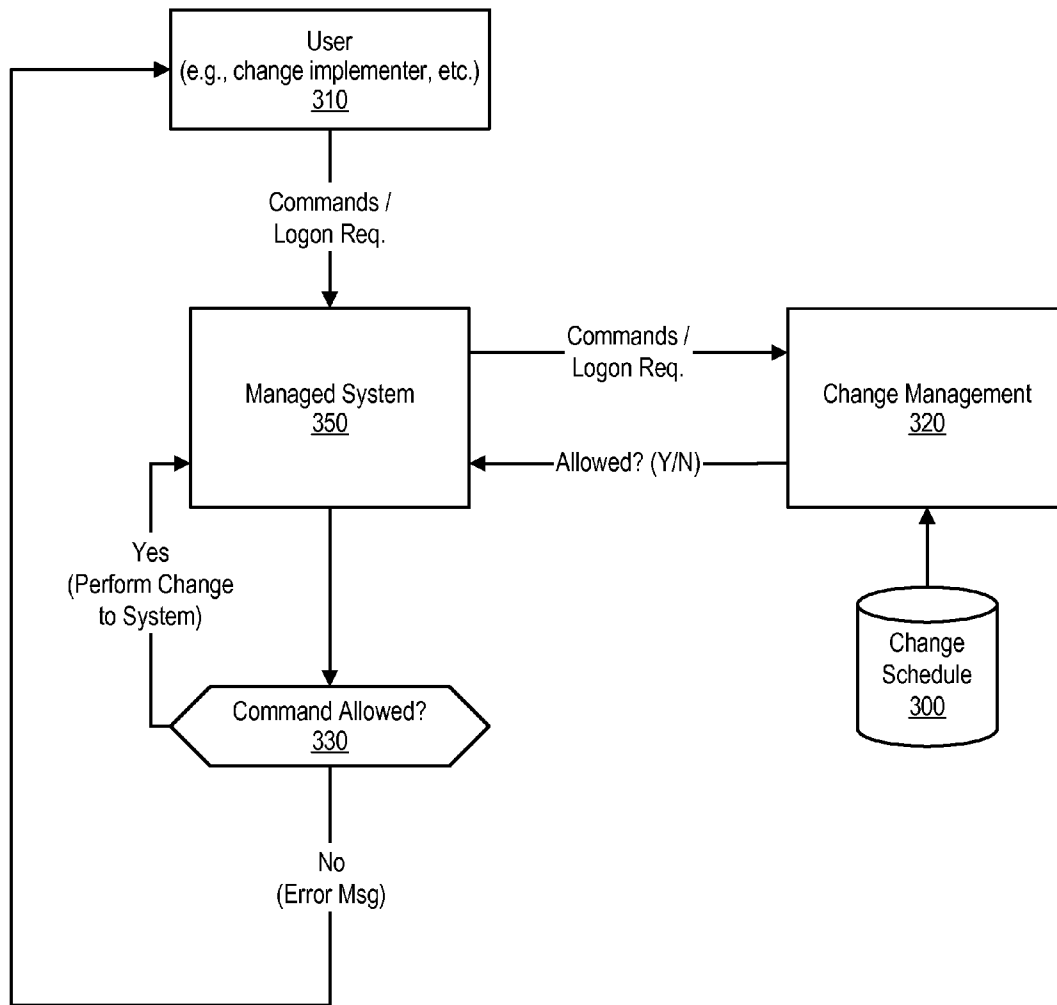 User
(e.g., change implementer, etc.)
310
Commands /
Logon Req.
Managed System
350
Commands /
Logon Req.
Allowed? (Y/N)
Change Management
320
Yes
(Perform Change
to System)
Change
Schedule
300
Command Allowed?
330
No
(Error Msg)